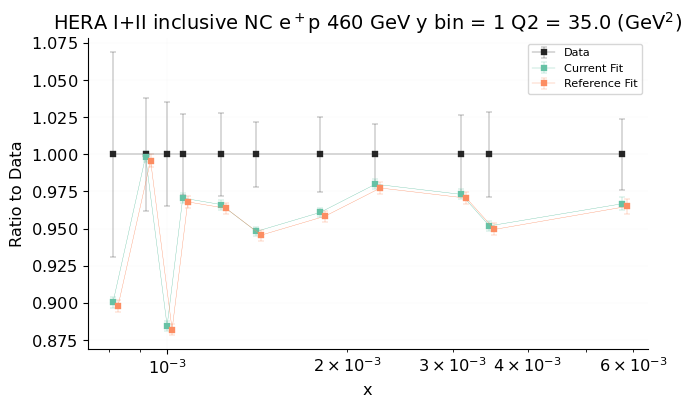 HERA I+II inclusive NC e⁺p 460 GeV y bin = 1 Q2 = 35.0 (GeV²)
Data
Current Fit
Reference Fit
Ratio to Data
1.075
1.050
1.025
1.000
0.975
0.950
0.925
0.900
0.875
10⁻³ 2 × 10⁻³ 3 × 10⁻³ 4 × 10⁻³ 6 × 10⁻³
x